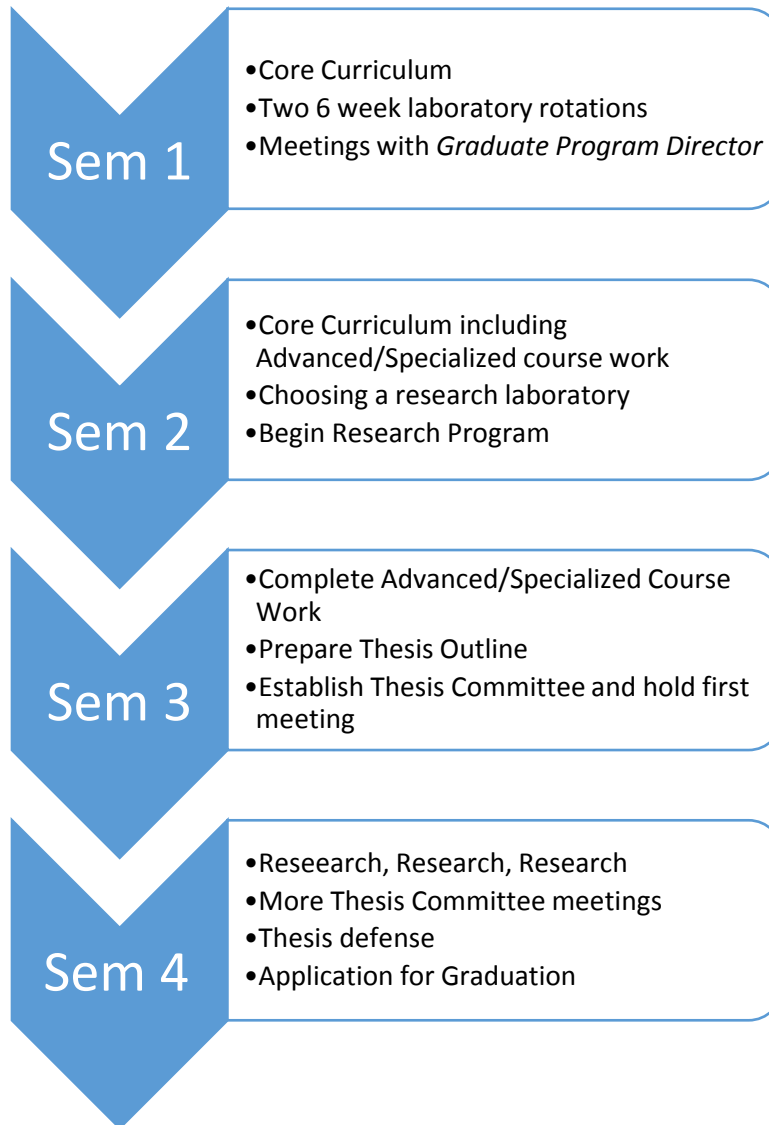 Sem 1
•Core Curriculum
•Two 6 week laboratory rotations
•Meetings with Graduate Program Director
Sem 2
•Core Curriculum including
Advanced/Specialized course work
•Choosing a research laboratory
•Begin Research Program
Sem 3
•Complete Advanced/Specialized Course
Work
•Prepare Thesis Outline
•Establish Thesis Committee and hold first
meeting
Sem 4
•Reseearch, Research, Research
•More Thesis Committee meetings
•Thesis defense
•Application for Graduation